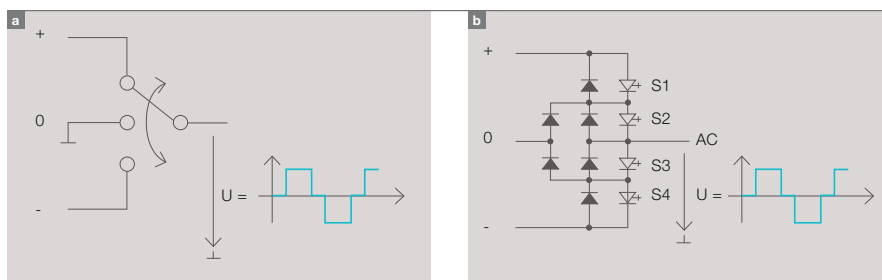 a
+
0
-
U =
b
+
S1
S2
0
AC
S3
S4
U =
-